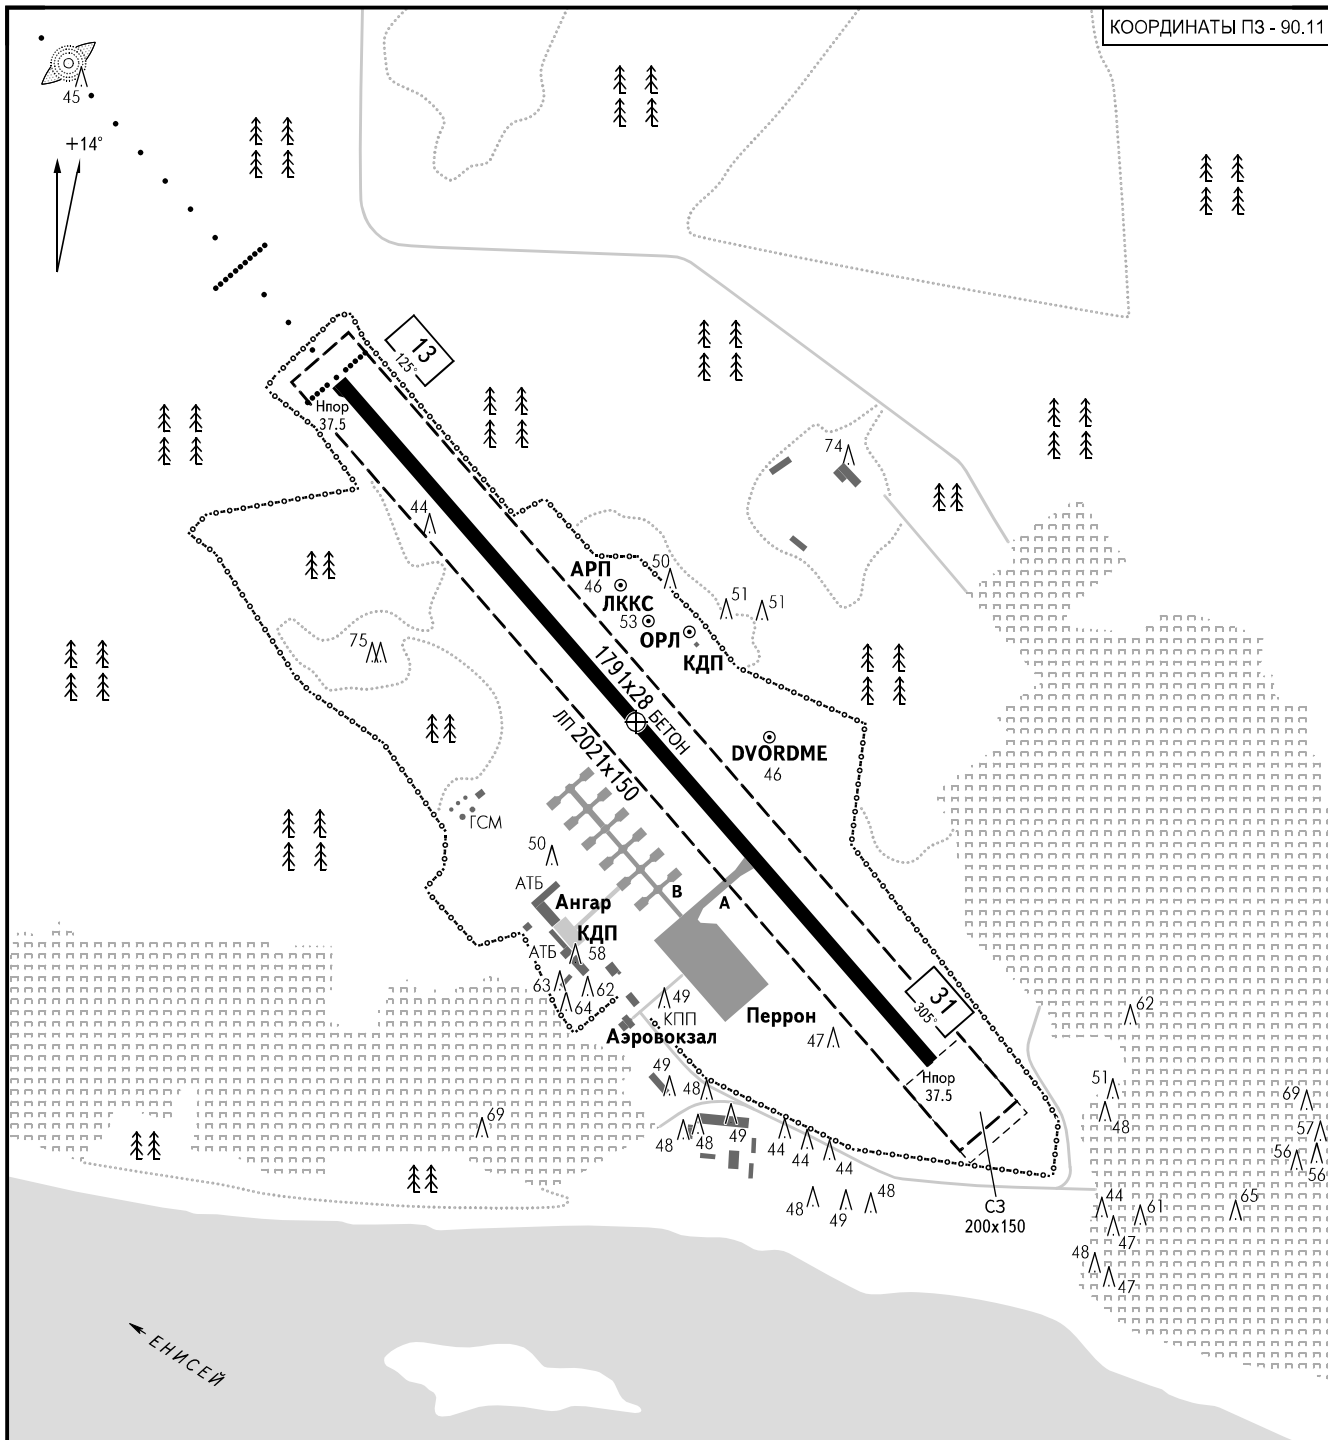 КООРДИНАТЫ ПЗ - 90.11
45
+14°
13
125°
Нпор
37.5
74
44
АРП
46
50
ЛККС
53
51
51
ОРЛ
КДП
75
1791х28 БЕТОН
ЛП 2021х150
DVORDME
46
ГСМ
50
АТБ
Ангар
В
А
КДП
АТБ
58
63
62
64
49
КПП
31
305°
62
Перрон
Аэровокзал
47
Нпор
37.5
49
48
51
48
69
57
69
48
48
49
44
44
44
56
56
48
49
48
СЗ
200х150
44
61
65
47
48
47
ЕНИСЕЙ